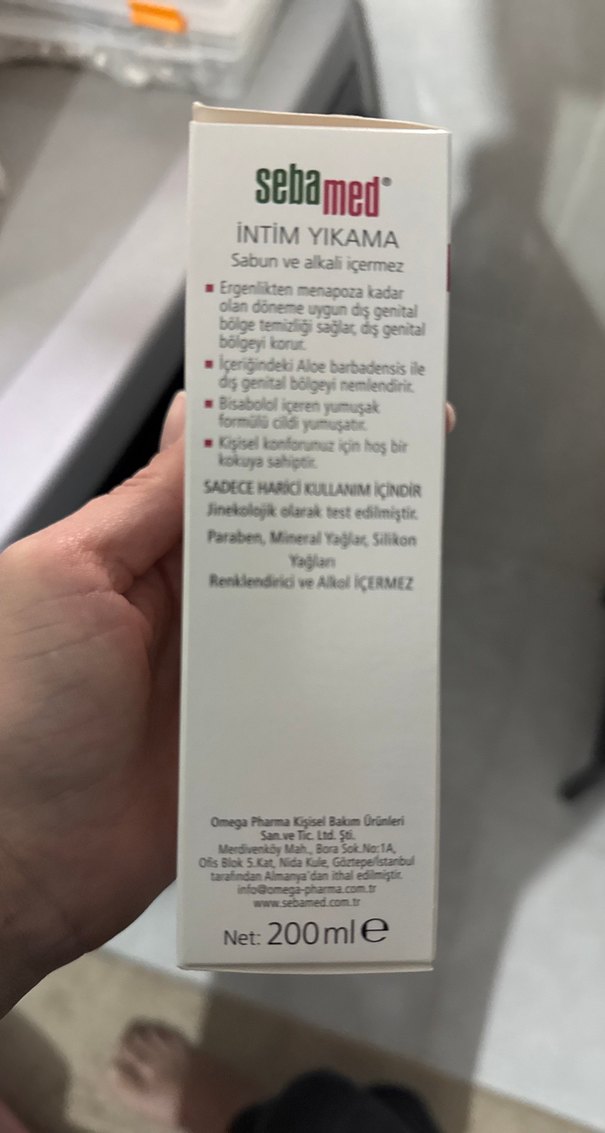 sebamed®
İNTİM YIKAMA
Sabun ve alkali içermez
▪ Ergenlikten menapoza kadar
olan döneme uygun dış genital
bölge temizliği sağlar, dış genital
bölgeyi korur.
▪ İçeriğindeki Aloe barbadensis ile
dış genital bölgeyi nemlendirir.
▪ Bisabolol içeren yumuşak
formülü cildi yumuşatır.
▪ Kişisel konforunuz için hoş bir
kokuya sahiptir.
SADECE HARİCİ KULLANIM İÇİNDİR
Jinekolojik olarak test edilmiştir.
Paraben, Mineral Yağlar, Silikon
Yağları
Renklendirici ve Alkol İÇERMEZ
Omega Pharma Kişisel Bakım Ürünleri
San.ve Tic. Ltd. Şti.
Merdivenköy Mah., Bora Sok.No:1A,
Ofis Blok 5.Kat, Nida Kule, Göztepe/İstanbul
tarafından Almanya'dan ithal edilmiştir.
info@omega-pharma.com.tr
www.sebamed.com.tr
Net: 200ml e